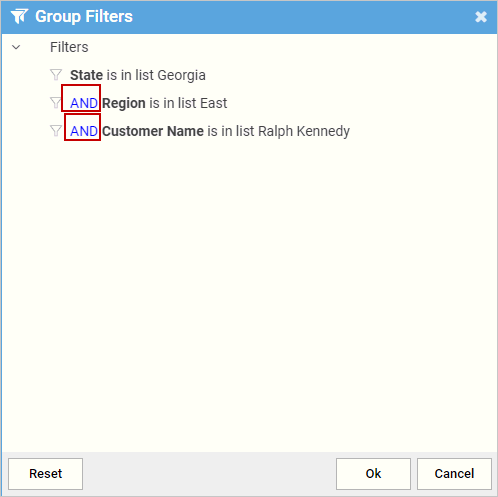 Group Filters
Filters
State is in list Georgia
AND Region is in list East
AND Customer Name is in list Ralph Kennedy
Reset Ok Cancel